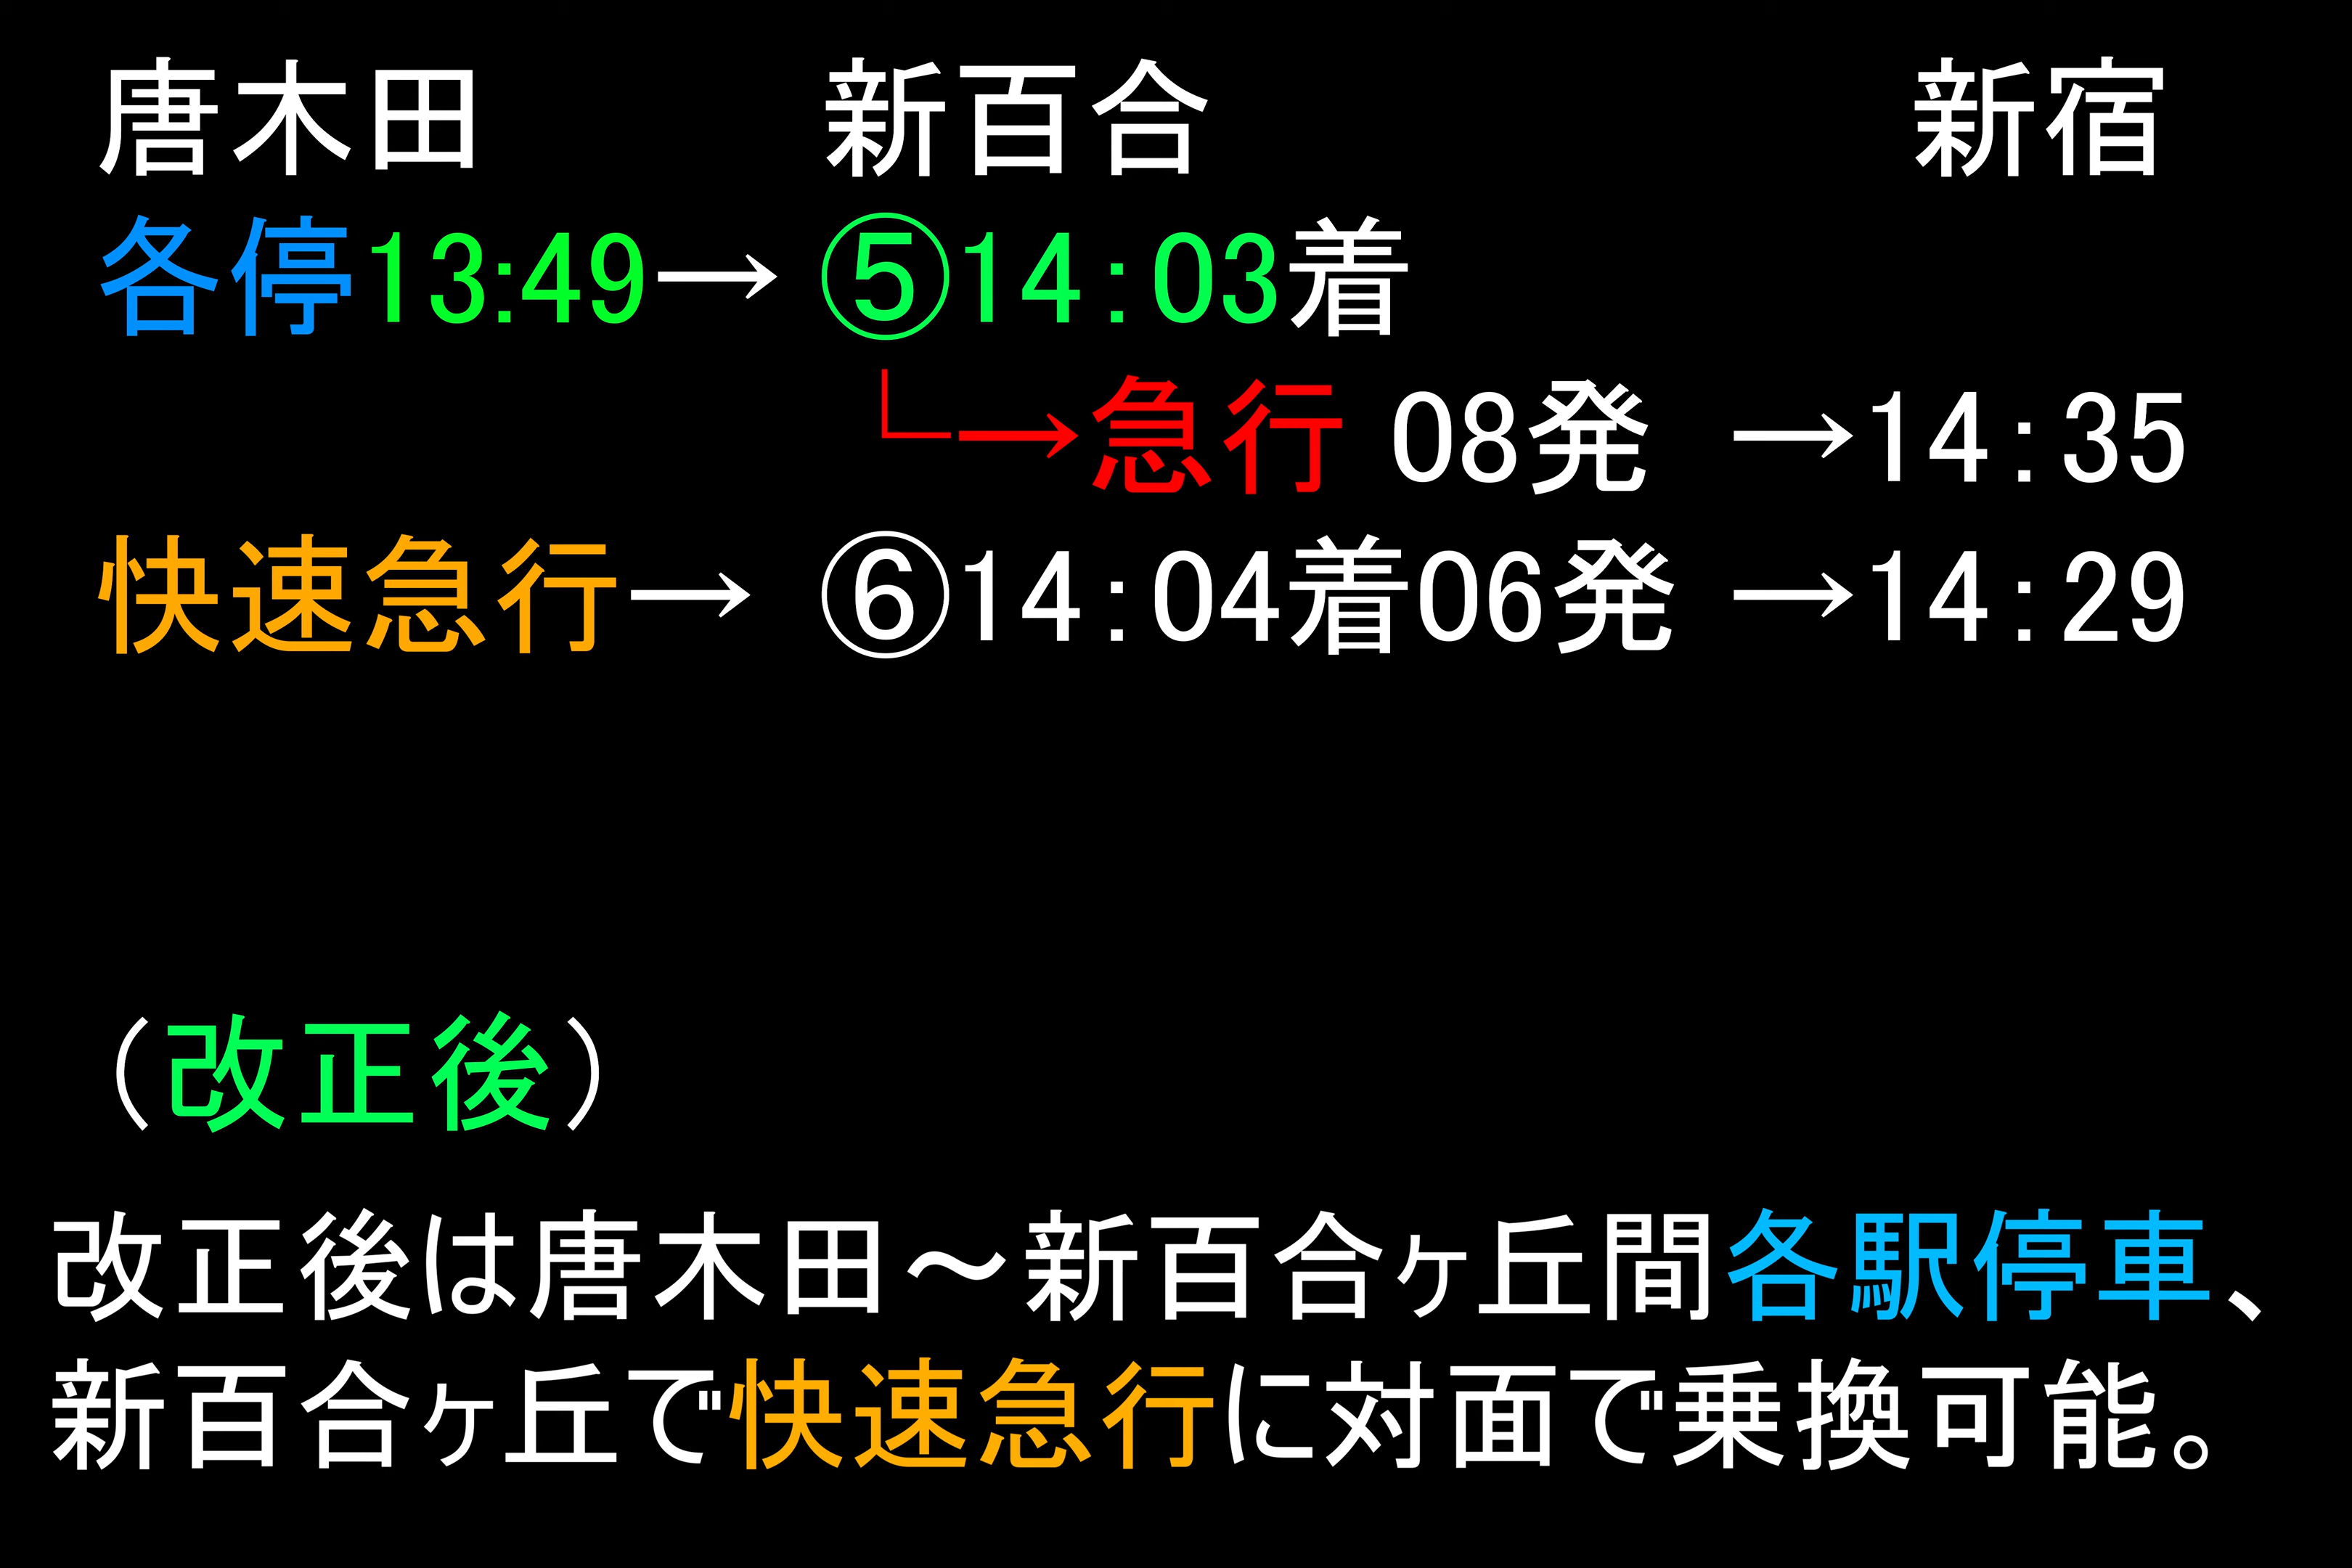 唐木田 新百合 新宿
各停13:49→ ⑤14:03着
└→急行 08発 →14:35
快速急行→ ⑥14:04着06発 →14:29
(改正後)
改正後は唐木田～新百合ヶ丘間各駅停車、
新百合ヶ丘で快速急行に対面で乗換可能。